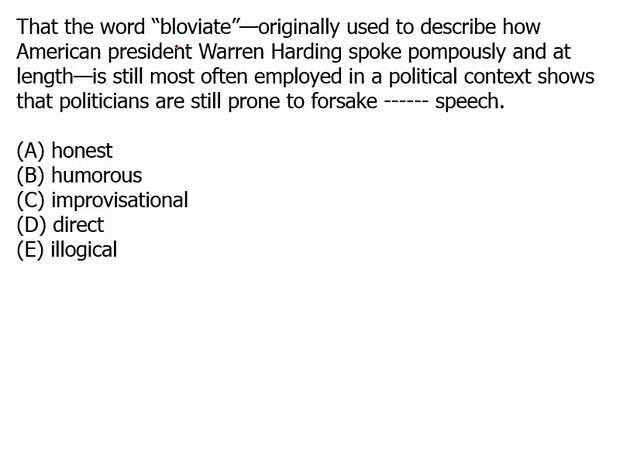 That the word “bloviate”—originally used to describe how
American president Warren Harding spoke pompously and at
length—is still most often employed in a political context shows
that politicians are still prone to forsake ------ speech.
(A) honest
(B) humorous
(C) improvisational
(D) direct
(E) illogical